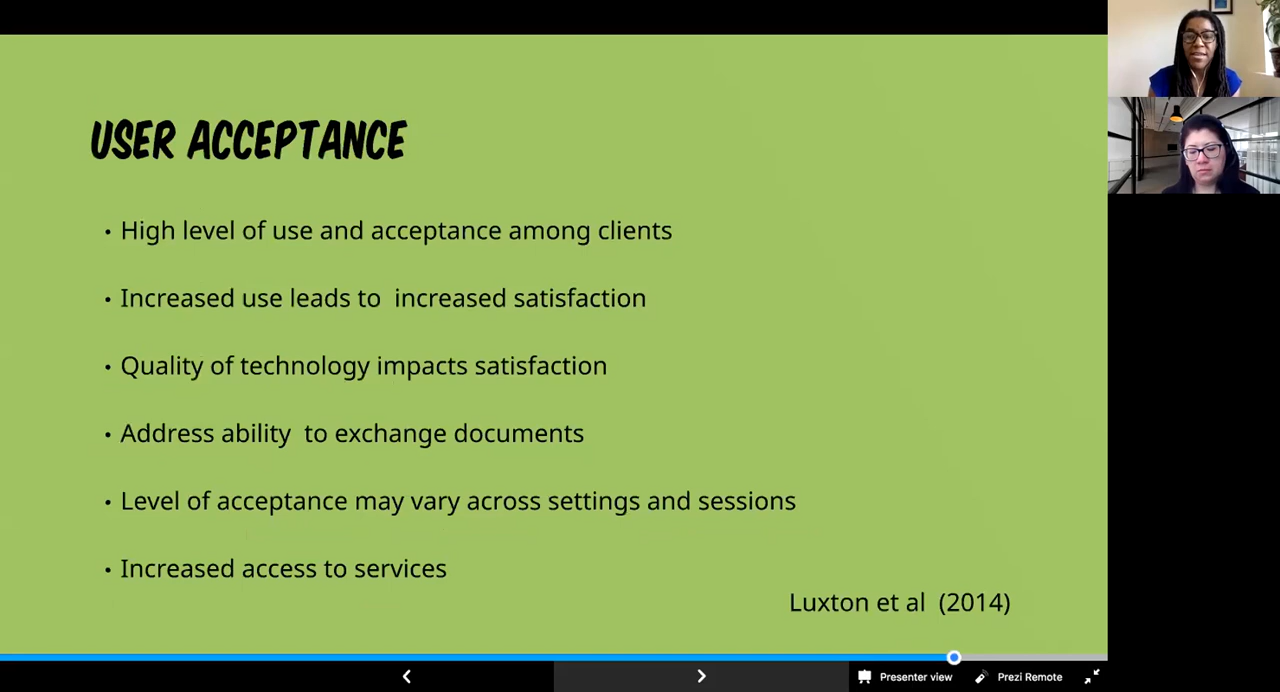 USER ACCEPTANCE
• High level of use and acceptance among clients
• Increased use leads to  increased satisfaction
• Quality of technology impacts satisfaction
• Address ability  to exchange documents
• Level of acceptance may vary across settings and sessions
• Increased access to services
Luxton et al  (2014)
Presenter view
Prezi Remote